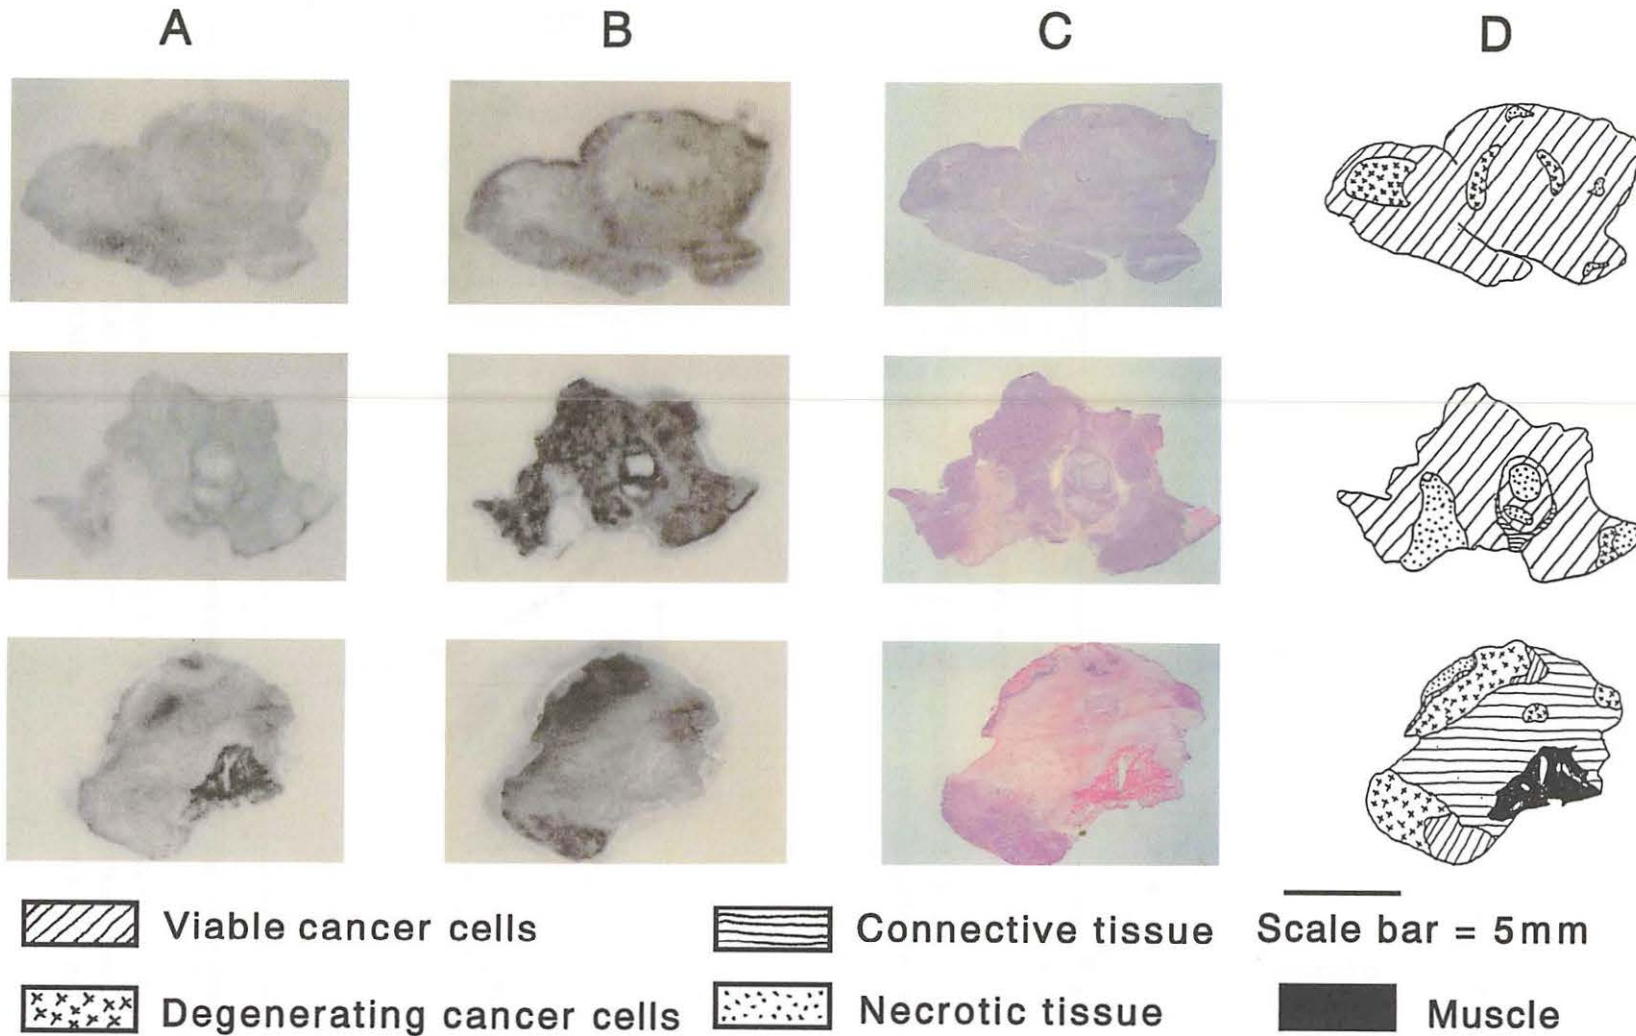 A B C D
Viable cancer cells Connective tissue Scale bar = 5mm
Degenerating cancer cells Necrotic tissue Muscle